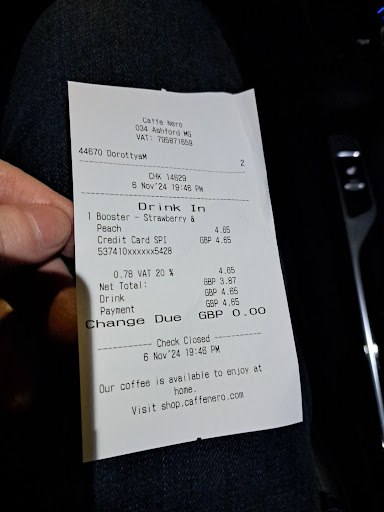 Caffe Nero
034 Ashford MG
VAT: 795871659
44670 DorottyaM 2
CHK 14629
6 Nov'24 19:46 PM
Drink In
1 Booster - Strawberry &
Peach 4.65
Credit Card SPI GBP 4.65
537410xxxxxx5428
0.78 VAT 20 % 4.65
Net Total: GBP 3.87
Drink GBP 4.65
Payment GBP 4.65
Change Due GBP 0.00
------------ Check Closed ------------
6 Nov'24 19:46 PM
Our coffee is available to enjoy at
home.
Visit shop.caffenero.com